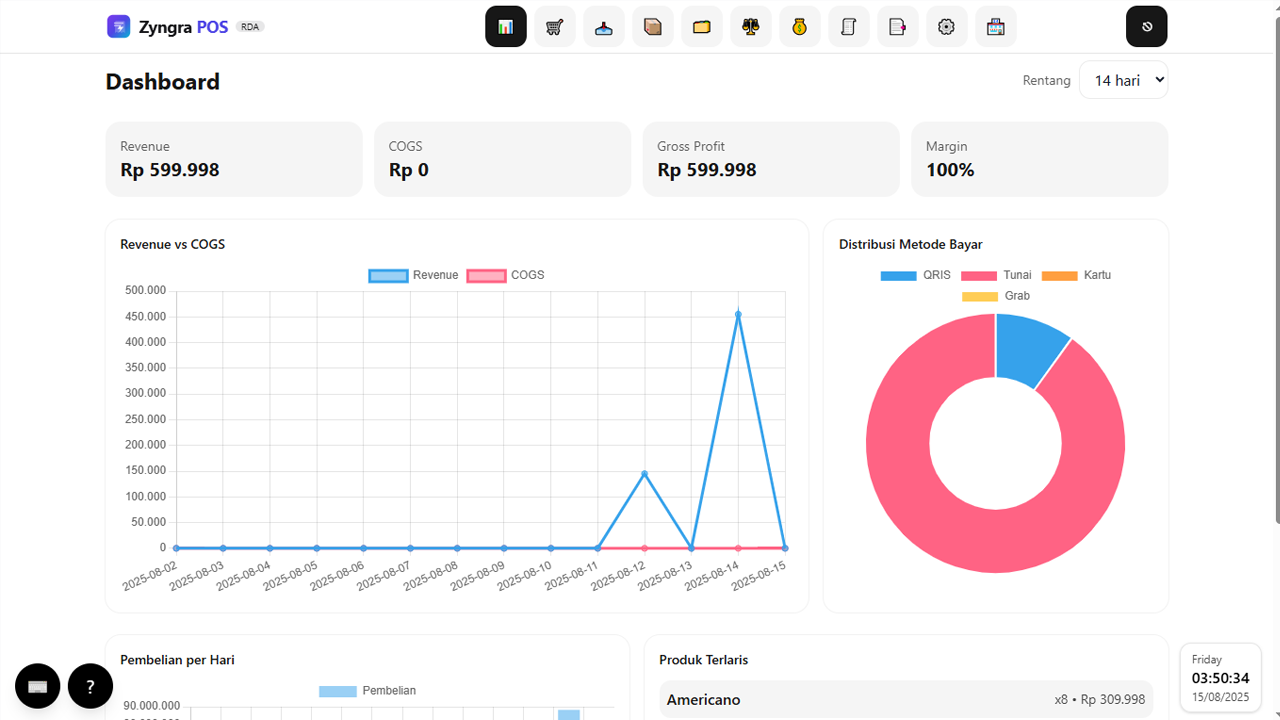 Zyngra POS RDA
Dashboard
Rentang 14 hari
Revenue
Rp 599.998
COGS
Rp 0
Gross Profit
Rp 599.998
Margin
100%
Revenue vs COGS
Revenue COGS
500.000
450.000
400.000
350.000
300.000
250.000
200.000
150.000
100.000
50.000
0
2025-08-02
2025-08-03
2025-08-04
2025-08-05
2025-08-06
2025-08-07
2025-08-08
2025-08-09
2025-08-10
2025-08-11
2025-08-12
2025-08-13
2025-08-14
2025-08-15
Distribusi Metode Bayar
QRIS Tunai Kartu
Grab
Pembelian per Hari
Pembelian
90.000.000
Produk Terlaris
Americano x8 • Rp 309.998
?
Friday
03:50:34
15/08/2025